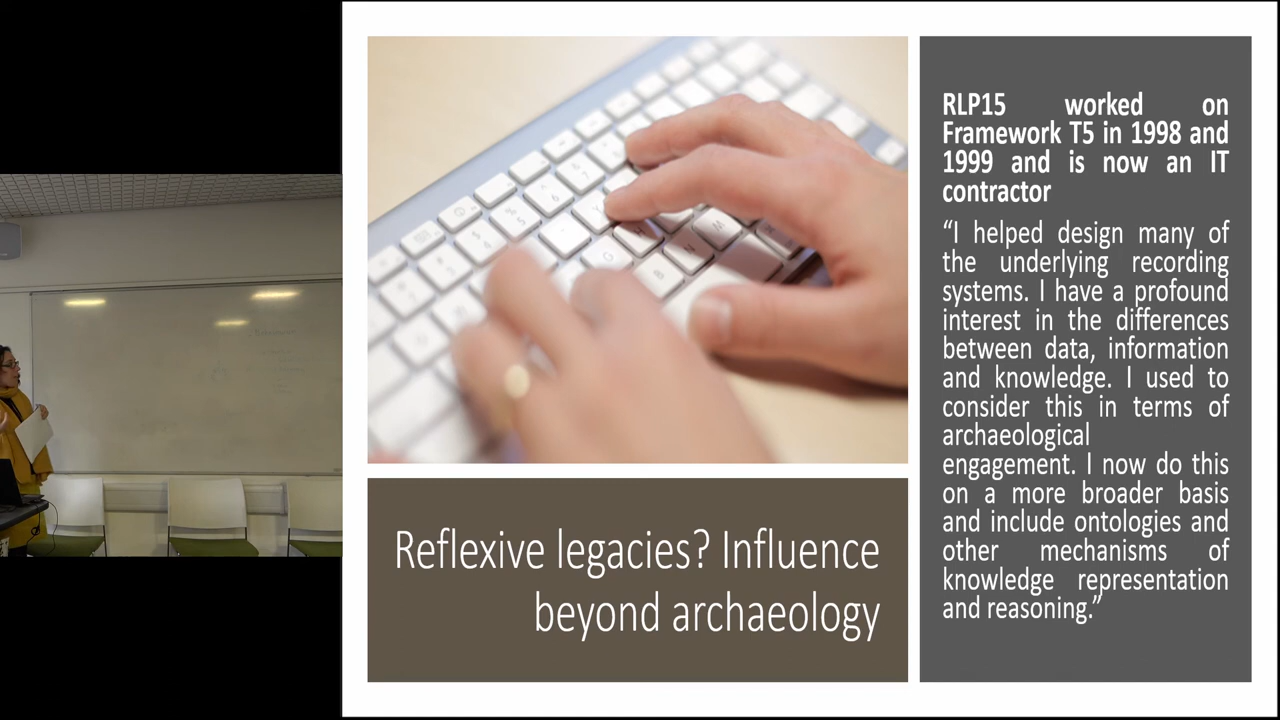 Reflexive legacies? Influence
beyond archaeology
RLP15 worked on
Framework T5 in 1998 and
1999 and is now an IT
contractor
“I helped design many of
the underlying recording
systems. I have a profound
interest in the differences
between data, information
and knowledge. I used to
consider this in terms of
archaeological
engagement. I now do this
on a more broader basis
and include ontologies and
other mechanisms of
knowledge representation
and reasoning.”